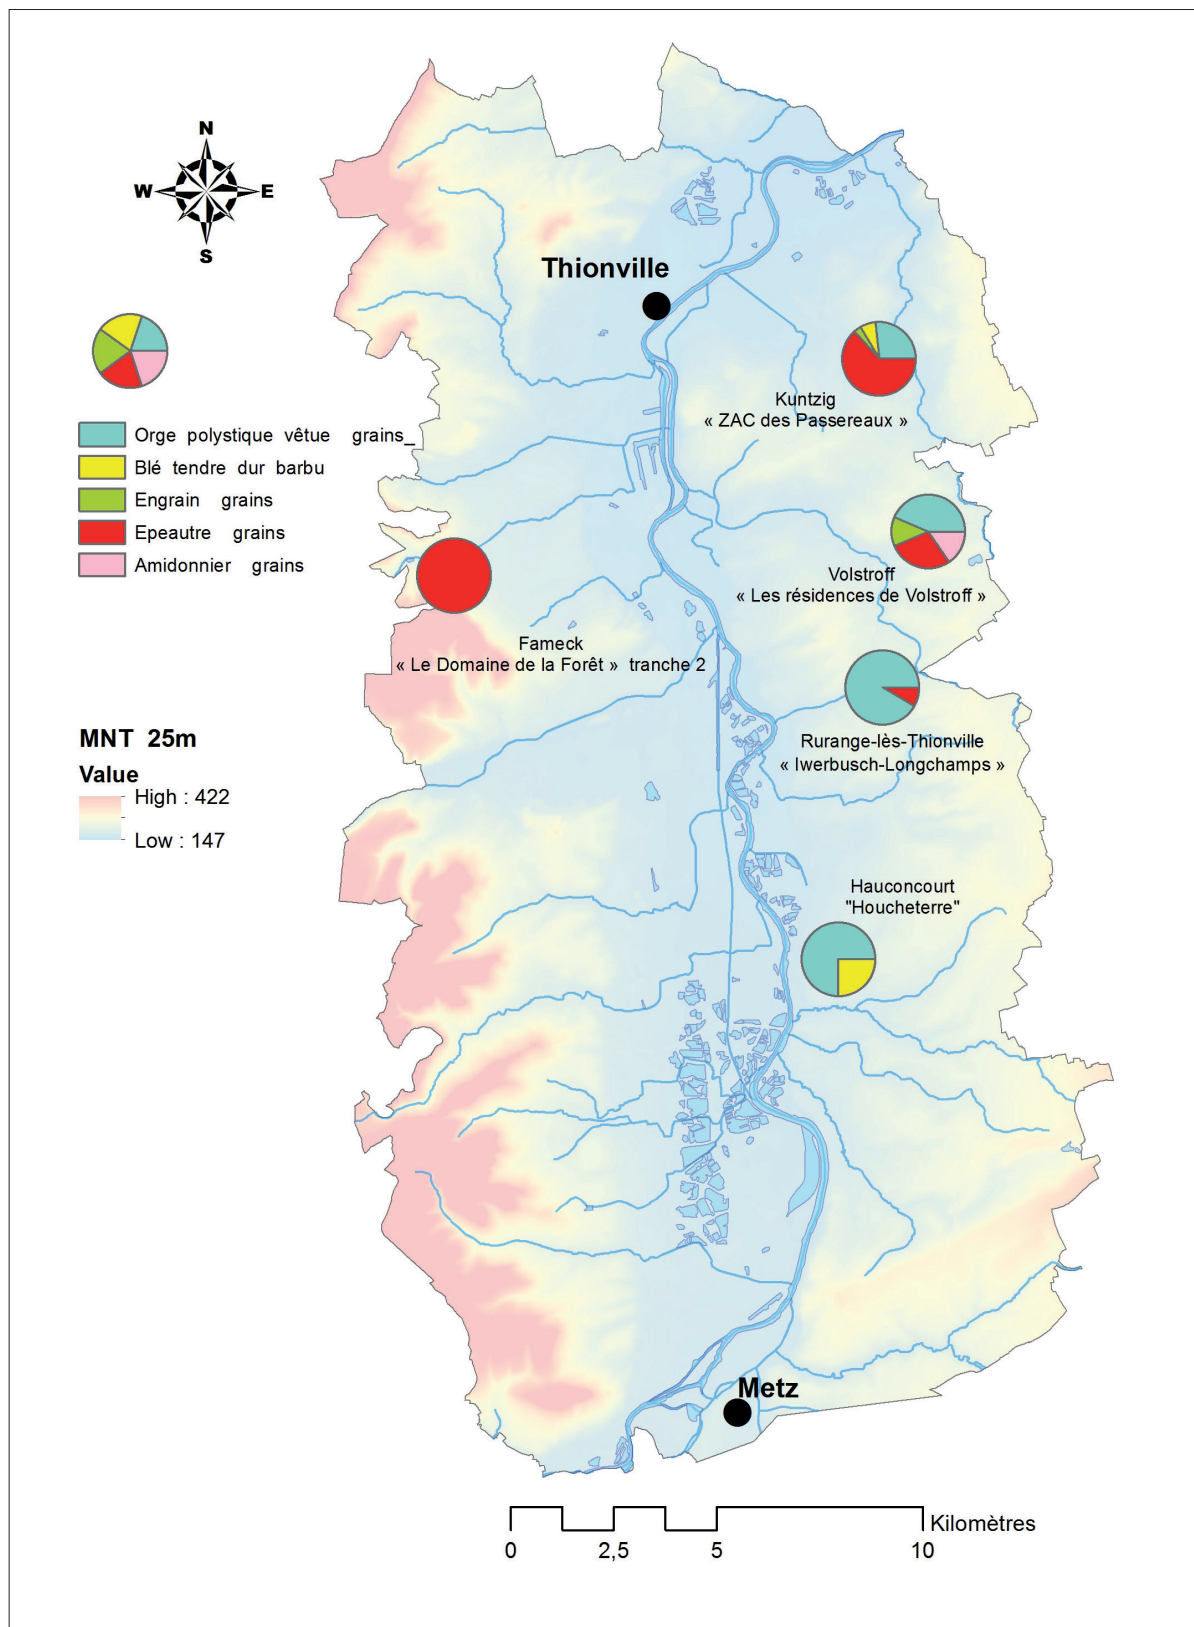 N
W E
S
Thionville
Kuntzig
« ZAC des Passereaux »
Orge polystique vêtue grains_
Blé tendre dur barbu
Engrain grains
Epeautre grains
Amidonnier grains
Volstroff
« Les résidences de Volstroff »
Fameck
« Le Domaine de la Forêt » tranche 2
Rurange-lès-Thionville
« Iwerbusch-Longchamps »
MNT 25m
Value
High : 422
Low : 147
Hauconcourt
"Houcheterre"
Metz
Kilomètres
0 2,5 5 10